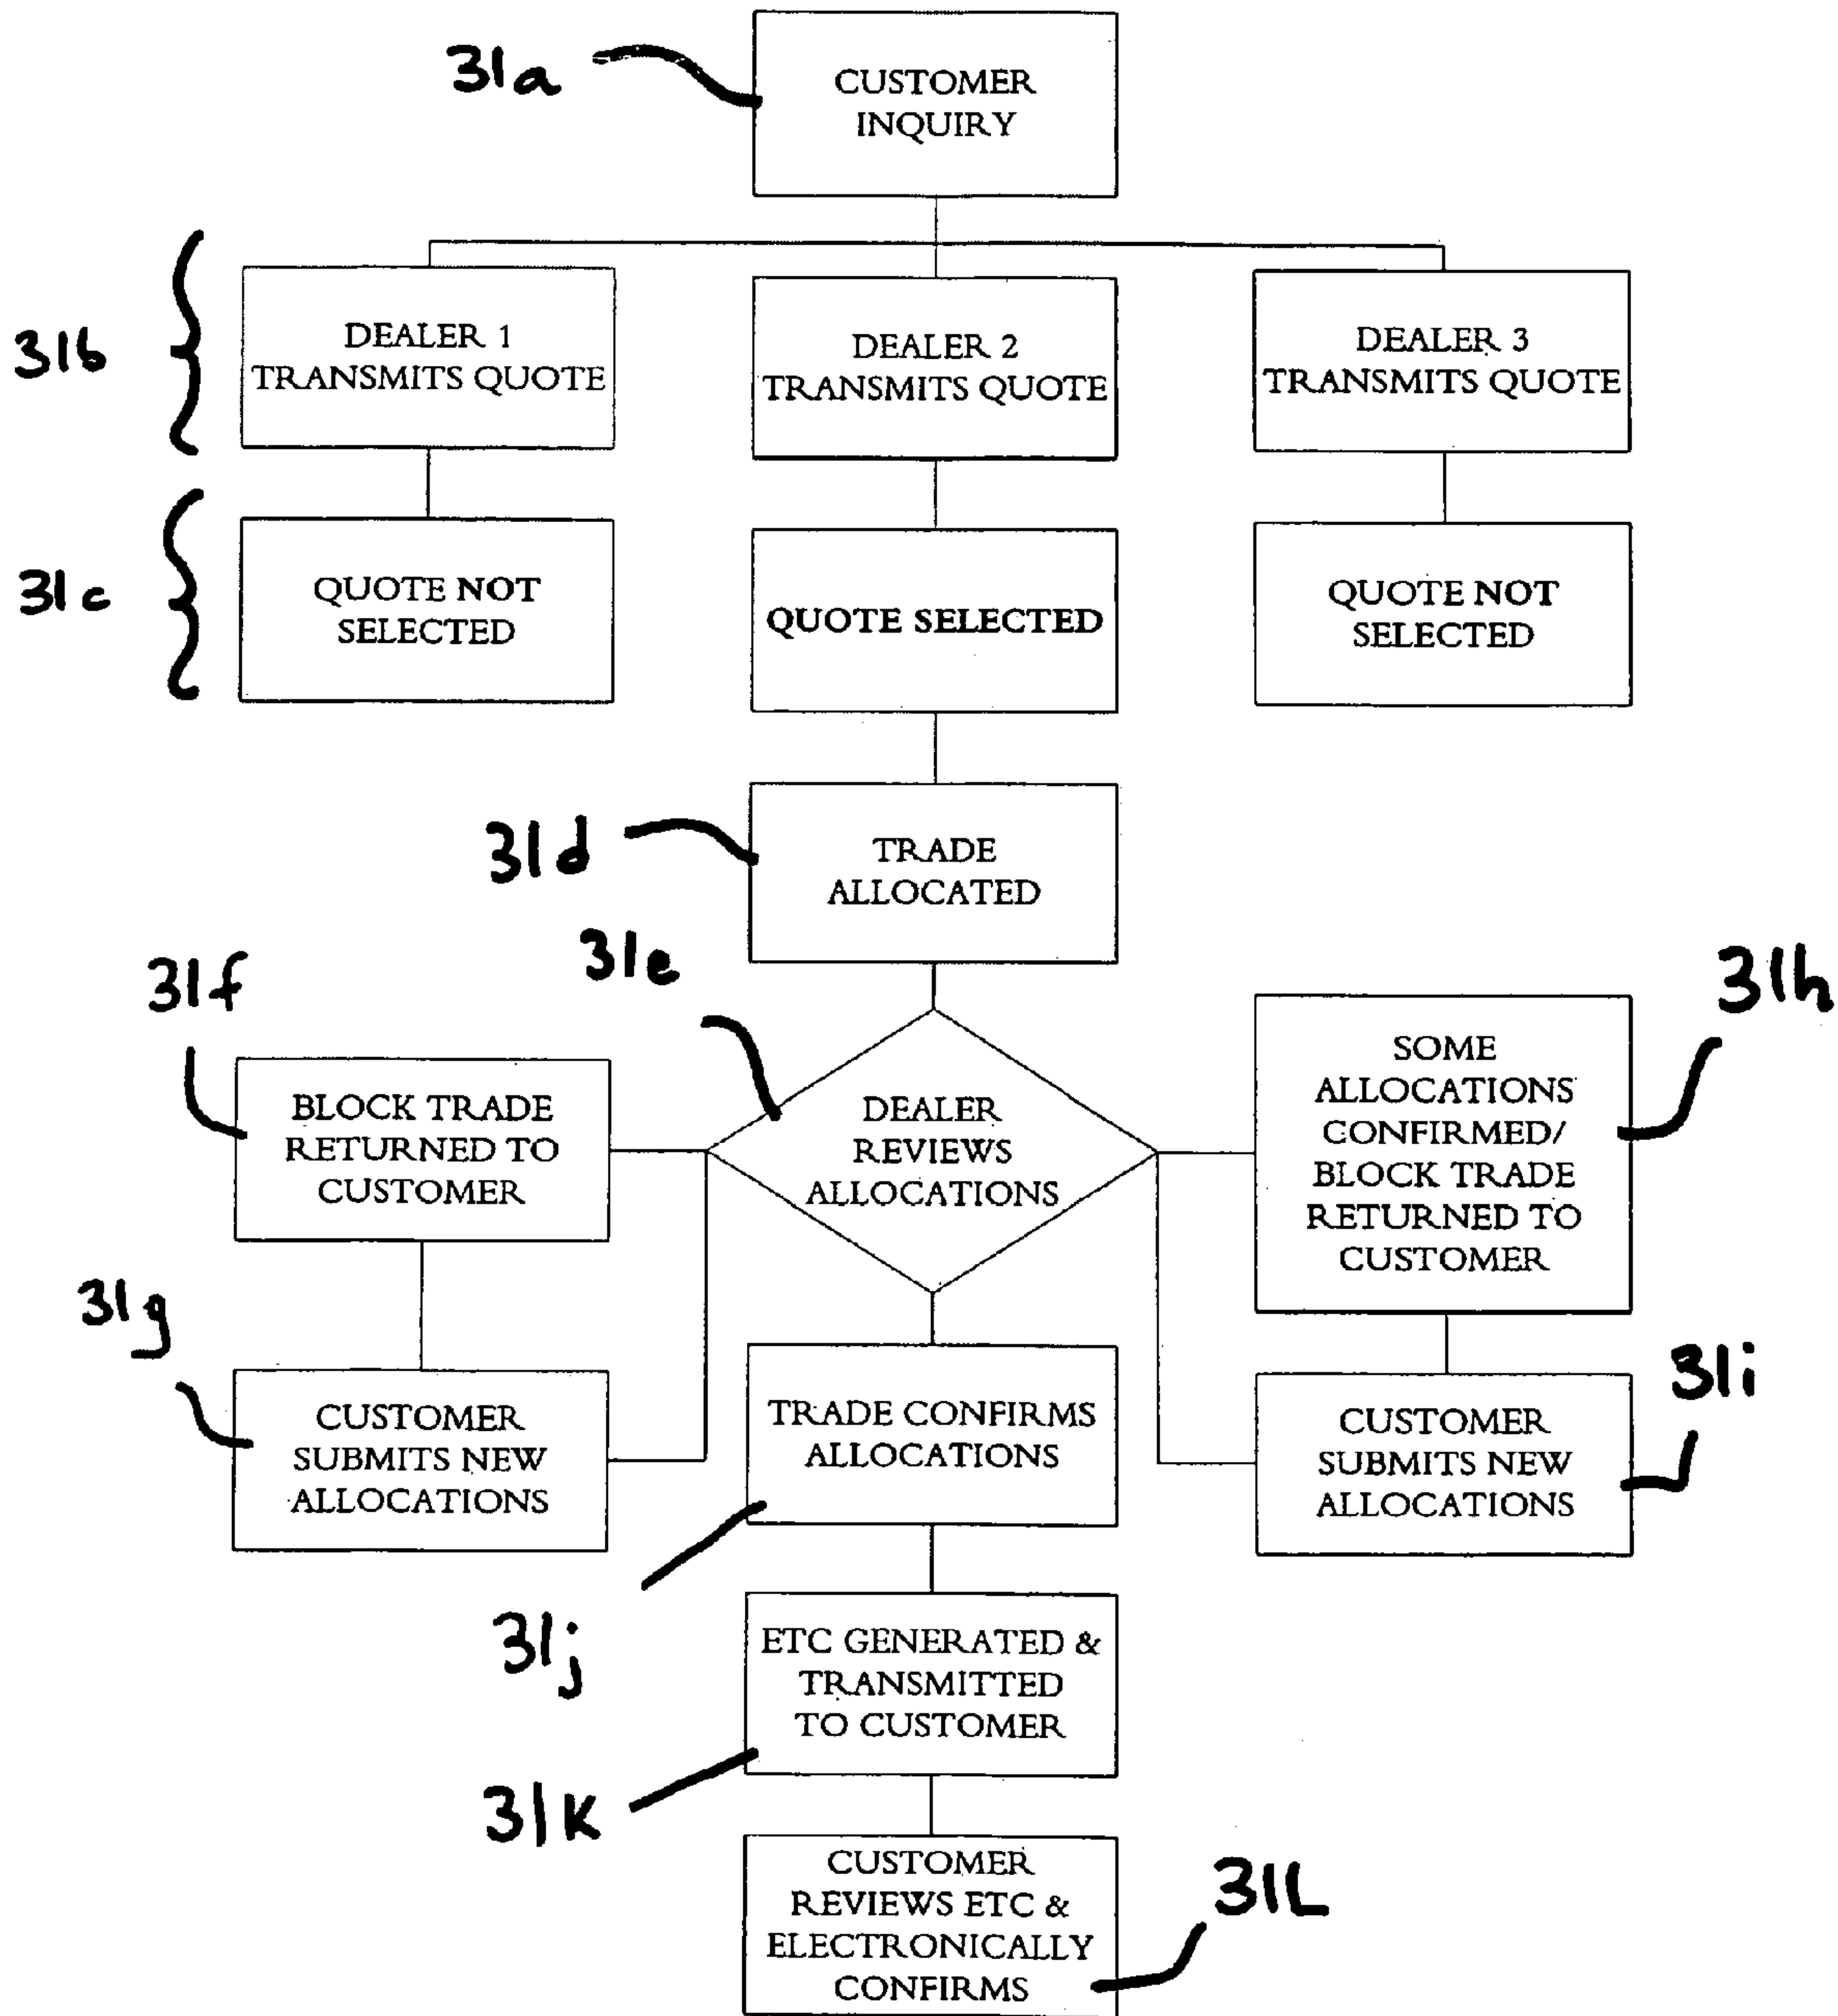 31a
CUSTOMER
INQUIRY
31b
DEALER 1
TRANSMITS QUOTE
DEALER 2
TRANSMITS QUOTE
DEALER 3
TRANSMITS QUOTE
31c
QUOTE NOT
SELECTED
QUOTE SELECTED
QUOTE NOT
SELECTED
31d
TRADE
ALLOCATED
31e
31f
31h
BLOCK TRADE
RETURNED TO
CUSTOMER
DEALER
REVIEWS
ALLOCATIONS
SOME
ALLOCATIONS
CONFIRMED/
BLOCK TRADE
RETURNED TO
CUSTOMER
31g
CUSTOMER
SUBMITS NEW
ALLOCATIONS
TRADE CONFIRMS
ALLOCATIONS
31i
CUSTOMER
SUBMITS NEW
ALLOCATIONS
31j
ETC GENERATED &
TRANSMITTED
TO CUSTOMER
31k
CUSTOMER
REVIEWS ETC &
ELECTRONICALLY
CONFIRMS
31L